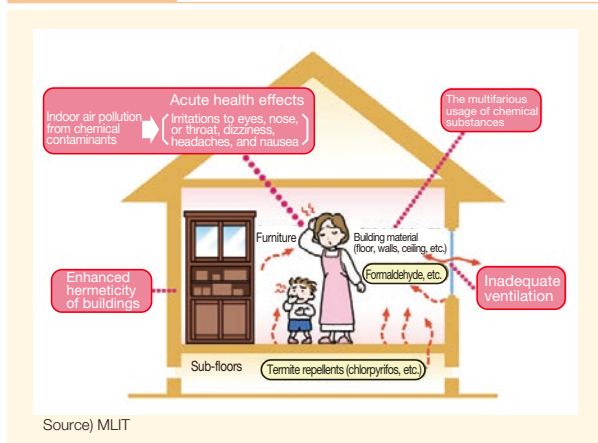 Acute health effects
Indoor air pollution
from chemical
contaminants
Irritations to eyes, nose,
or throat, dizziness,
headaches, and nausea
The multifarious
usage of chemical
substances
Furniture
Building material
(floor, walls, ceiling, etc.)
Formaldehyde, etc.
Enhanced
hermeticity
of buildings
Inadequate
ventilation
Sub-floors
Termite repellents (chlorpyrifos, etc.)
Source) MLIT